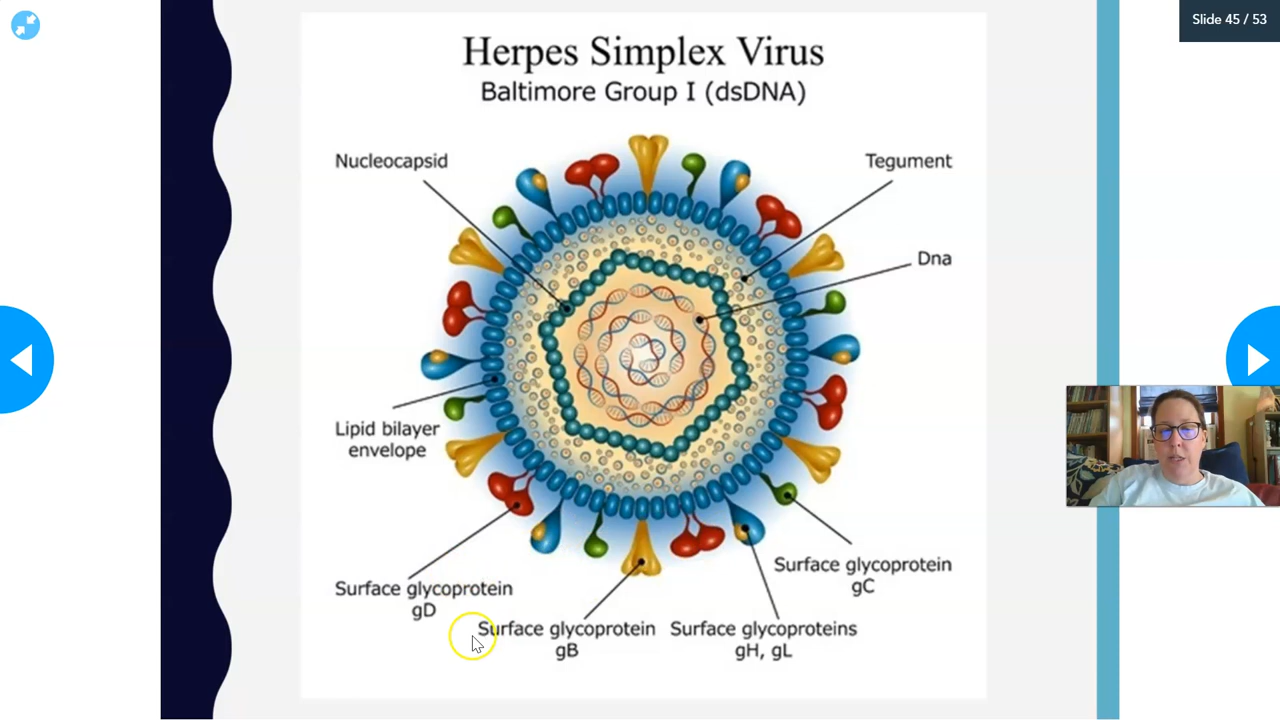 Slide 45 / 53
Herpes Simplex Virus
Baltimore Group I (dsDNA)
Nucleocapsid
Tegument
Dna
Lipid bilayer
envelope
Surface glycoprotein
gD
Surface glycoprotein
gB
Surface glycoproteins
gH, gL
Surface glycoprotein
gC